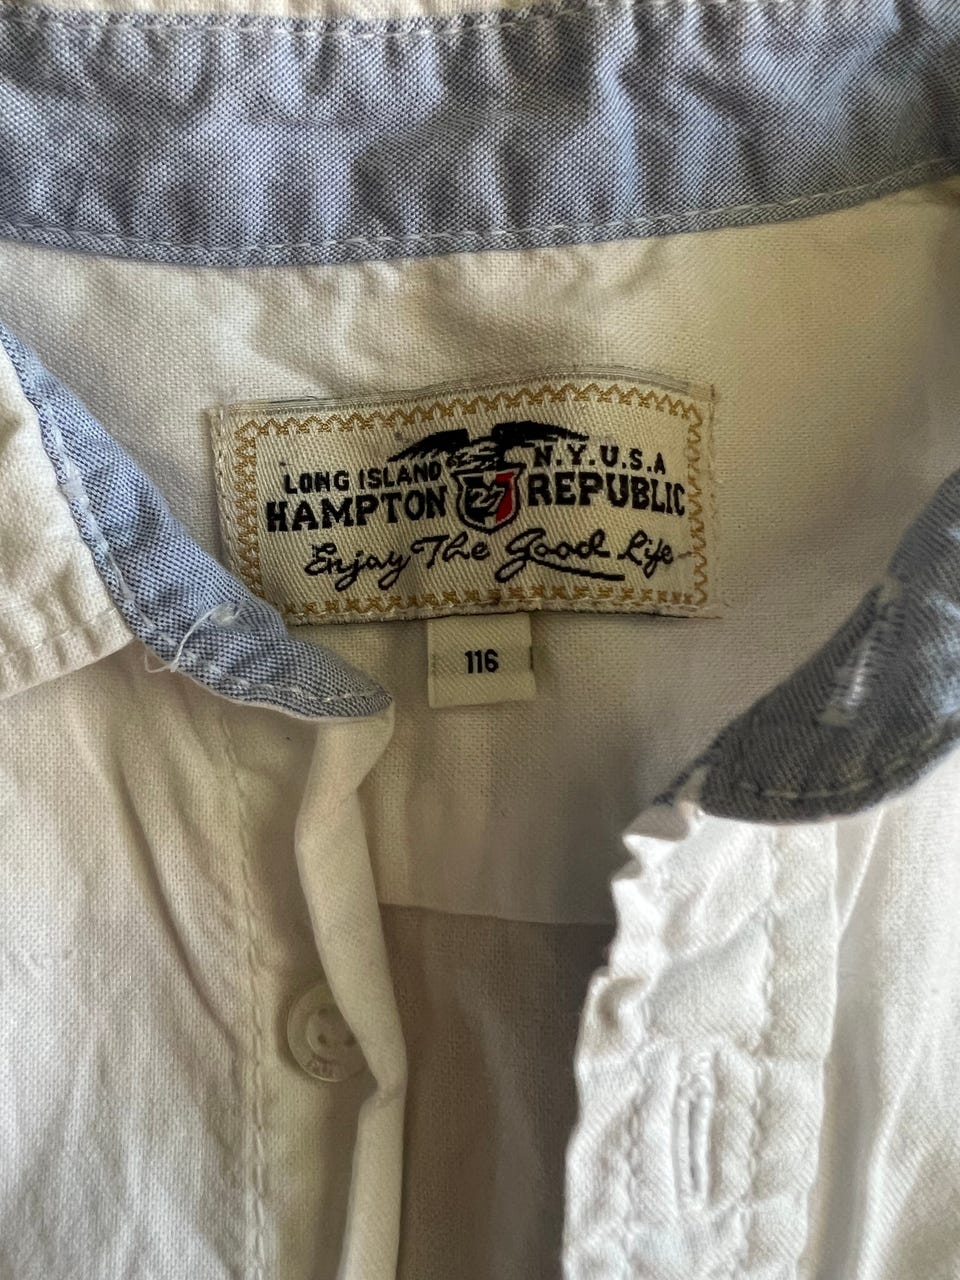 LONG ISLAND N.Y.U.S.A
HAMPTON 27 REPUBLIC
Enjoy The Good Life
116